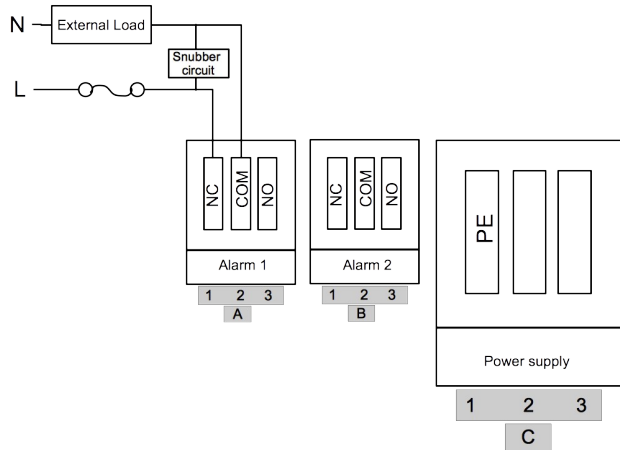 N
External Load
Snubber
circuit
L
NC
COM
NO
NC
COM
NO
PE
Alarm 1
Alarm 2
1 2 3
1 2 3
A
B
Power supply
1 2 3
C